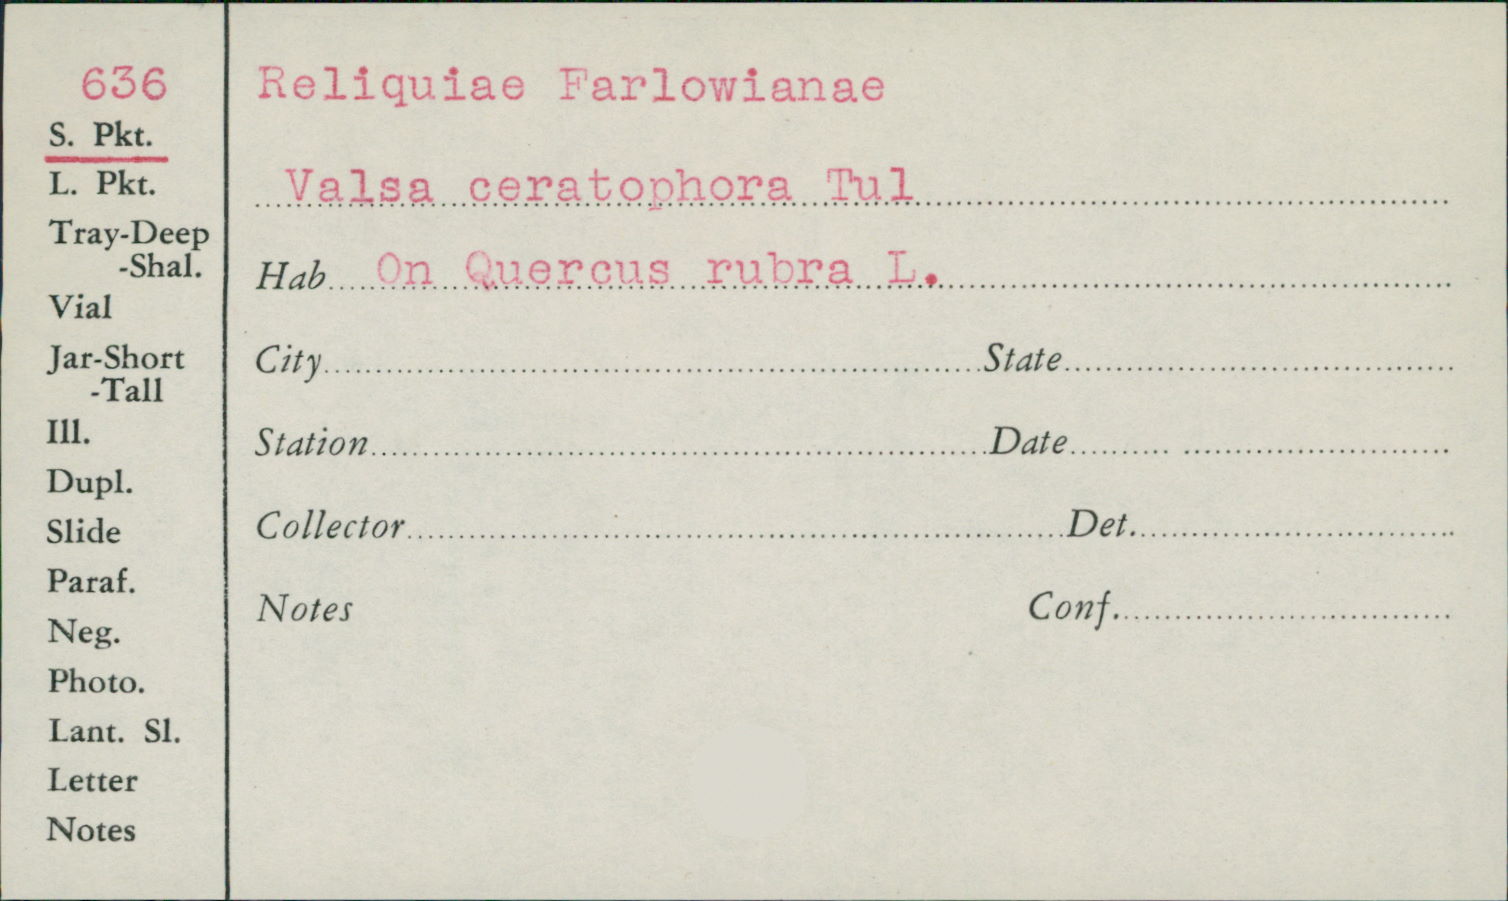 636
S. Pkt.
L. Pkt.
Tray-Deep
-Shal.
Vial
Jar-Short
-Tall
Ill.
Dupl.
Slide
Paraf.
Neg.
Photo.
Lant. Sl.
Letter
Notes
Reliquiae Farlowianae
Valsa ceratophora Tul
Hab On Quercus rubra L.
City State
Station Date
Collector Det.
Notes Conf.